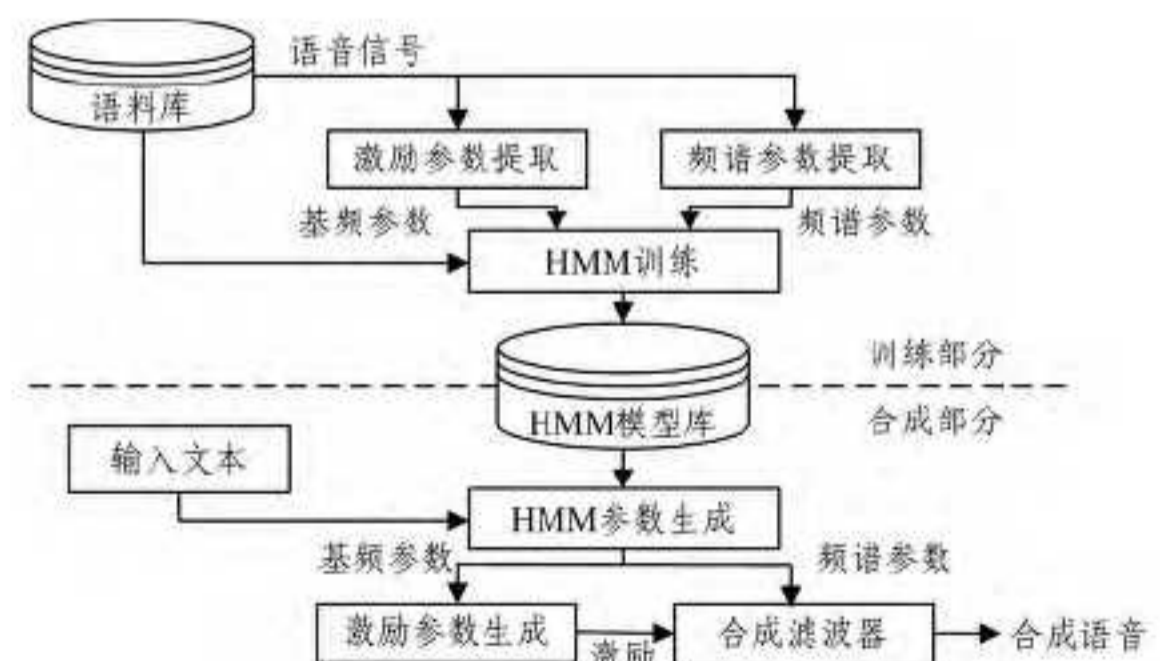 语音信号
语料库
激励参数提取
频谱参数提取
基频参数
频谱参数
HMM训练
训练部分
HMM模型库
合成部分
输入文本
HMM参数生成
基频参数
频谱参数
激励参数生成
激励
合成滤波器
合成语音